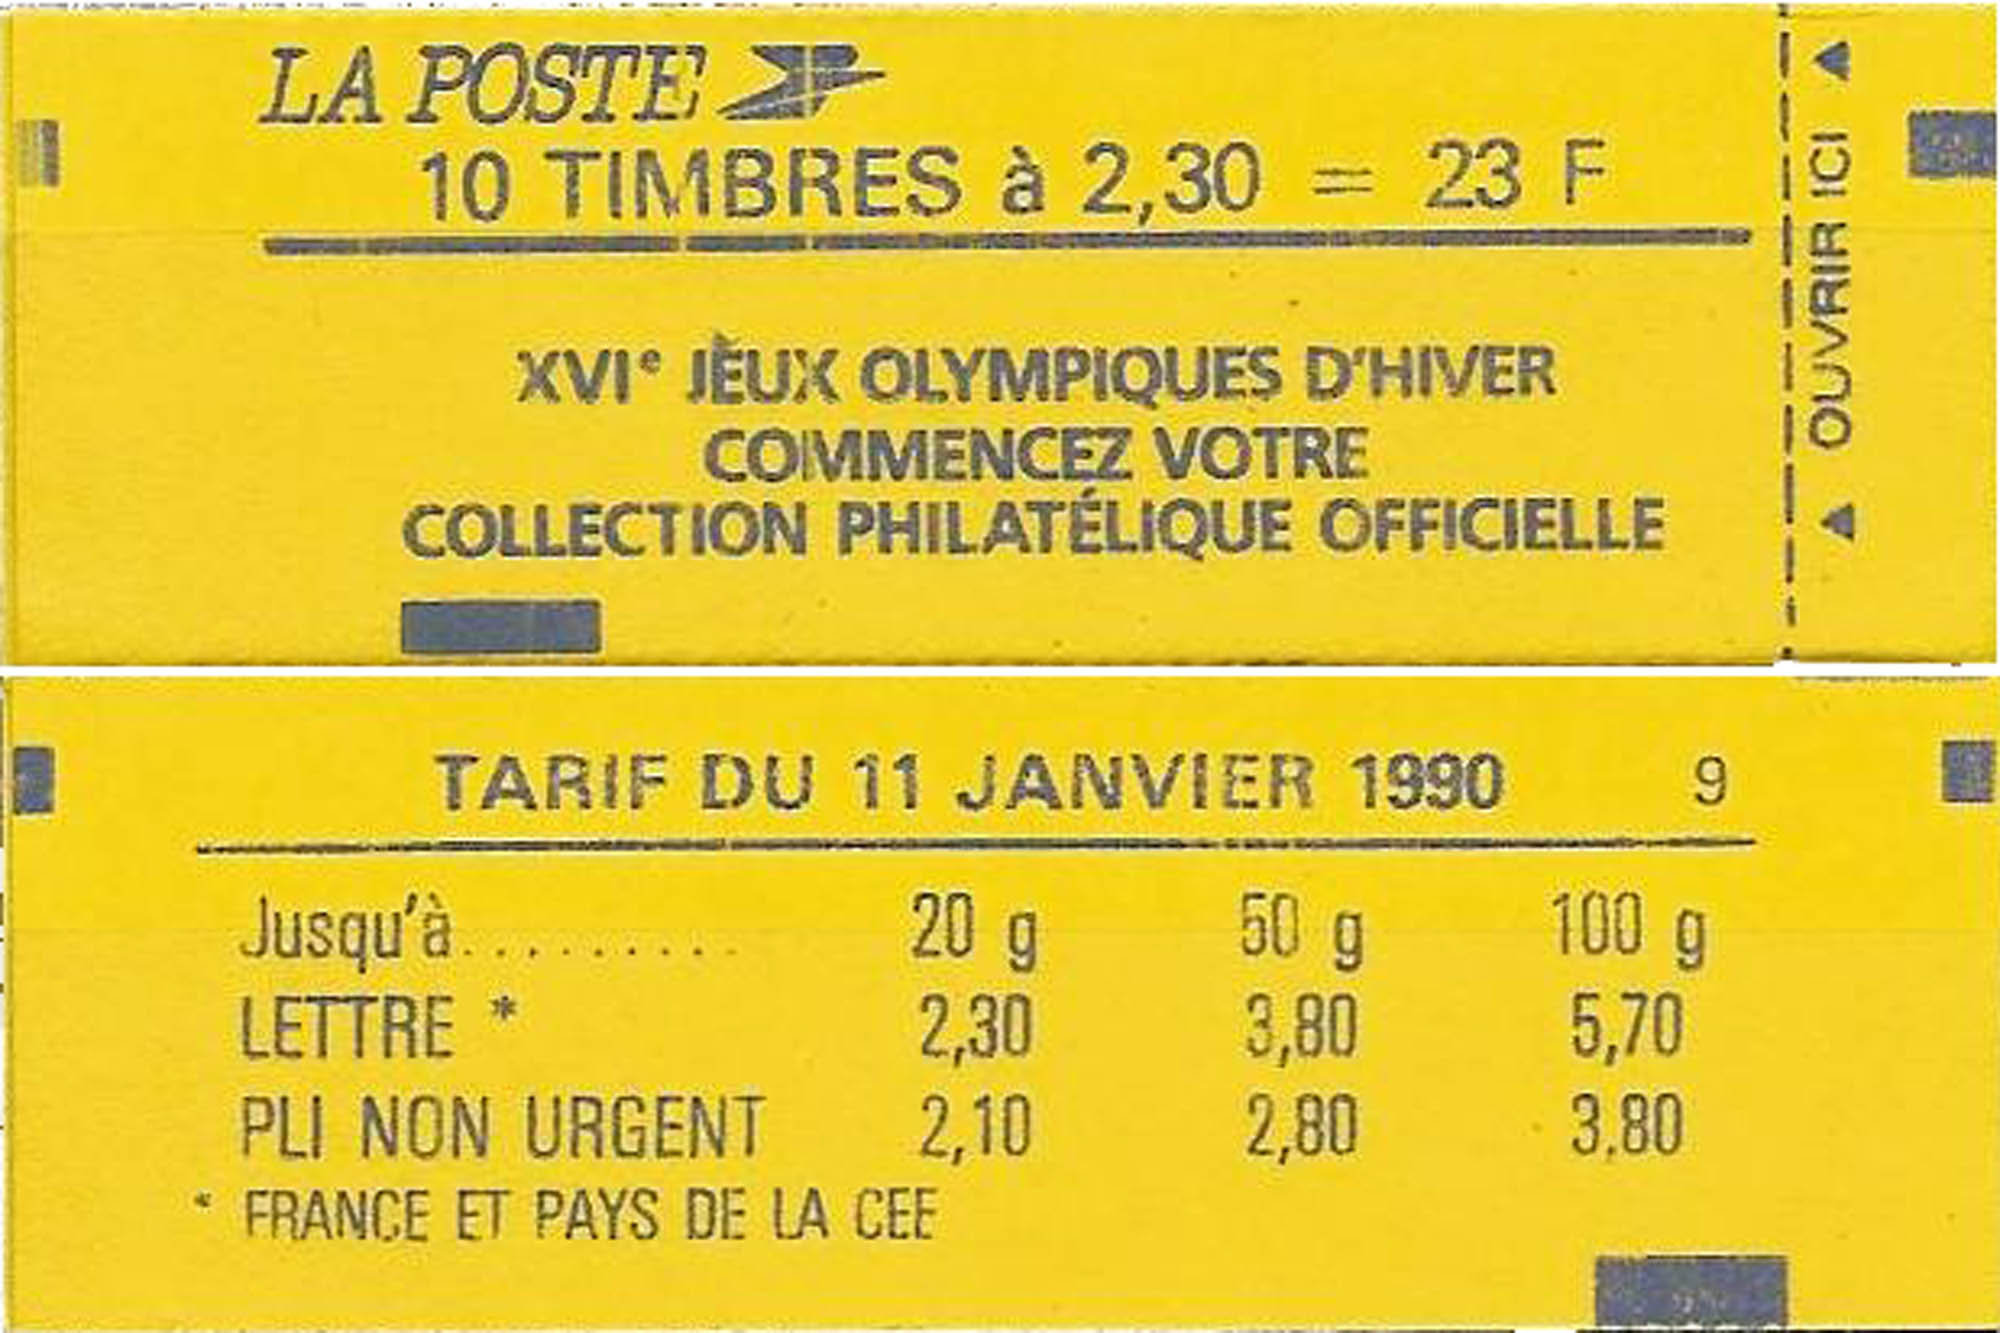 LA POSTE
10 TIMBRES à 2,30 = 23 F
XVIe JEUX OLYMPIQUES D'HIVER
COMMENCEZ VOTRE
COLLECTION PHILATÉLIQUE OFFICIELLE
OUVRIR ICI
TARIF DU 11 JANVIER 1990 9
Jusqu'à......... 20 g 50 g 100 g
LETTRE * 2,30 3,80 5,70
PLI NON URGENT 2,10 2,80 3,80
* FRANCE ET PAYS DE LA CEE